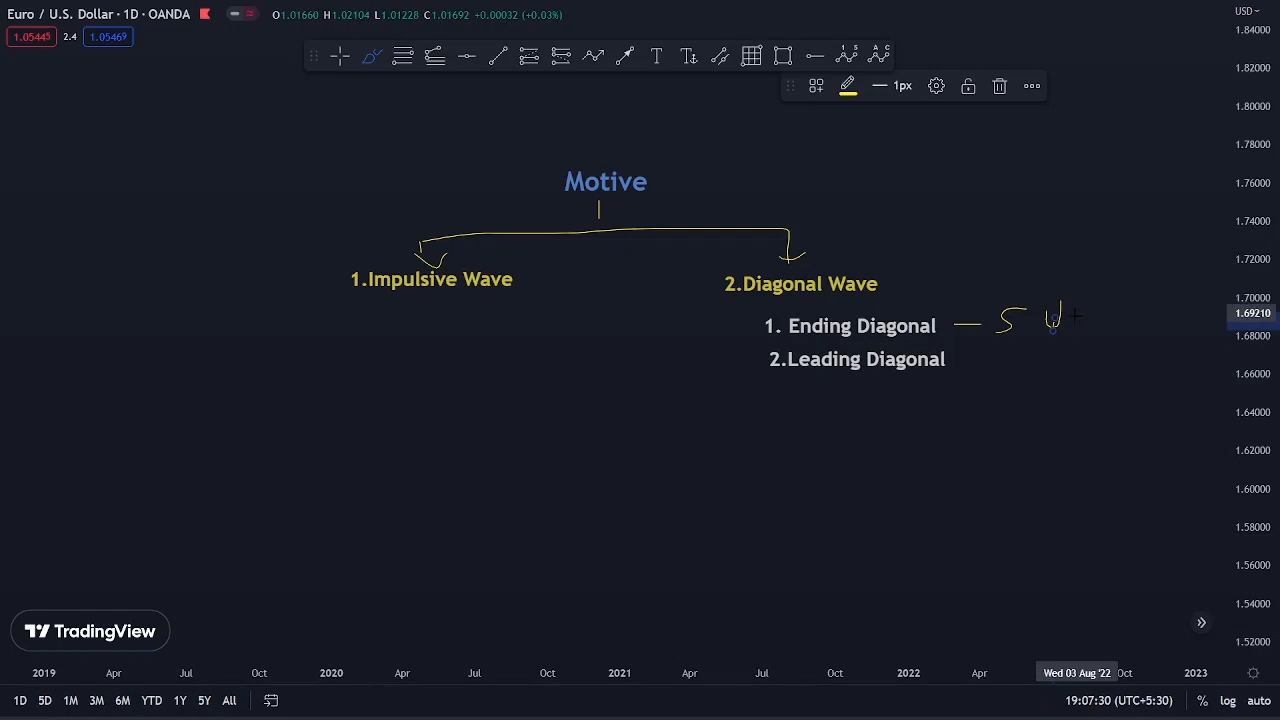 Euro / U.S. Dollar · 1D · OANDA O1.01660 H1.02104 L1.01228 C1.01692 +0.00032 (+0.03%) USD
1.05445 2.4 1.05469
1.84000
1.82000
T
1px
1.80000
1.78000
Motive
1.76000
1.74000
1.72000
1.Impulsive Wave
2.Diagonal Wave
1.70000
1.69210
1. Ending Diagonal — 5
1.68000
2.Leading Diagonal
1.66000
1.64000
1.62000
1.60000
1.58000
1.56000
1.54000
1.52000
TradingView
2019 Apr Jul Oct 2020 Apr Jul Oct 2021 Apr Jul Oct 2022 Apr Wed 03 Aug '22 Oct 2023
1D 5D 1M 3M 6M YTD 1Y 5Y All 19:07:30 (UTC+5:30) % log auto